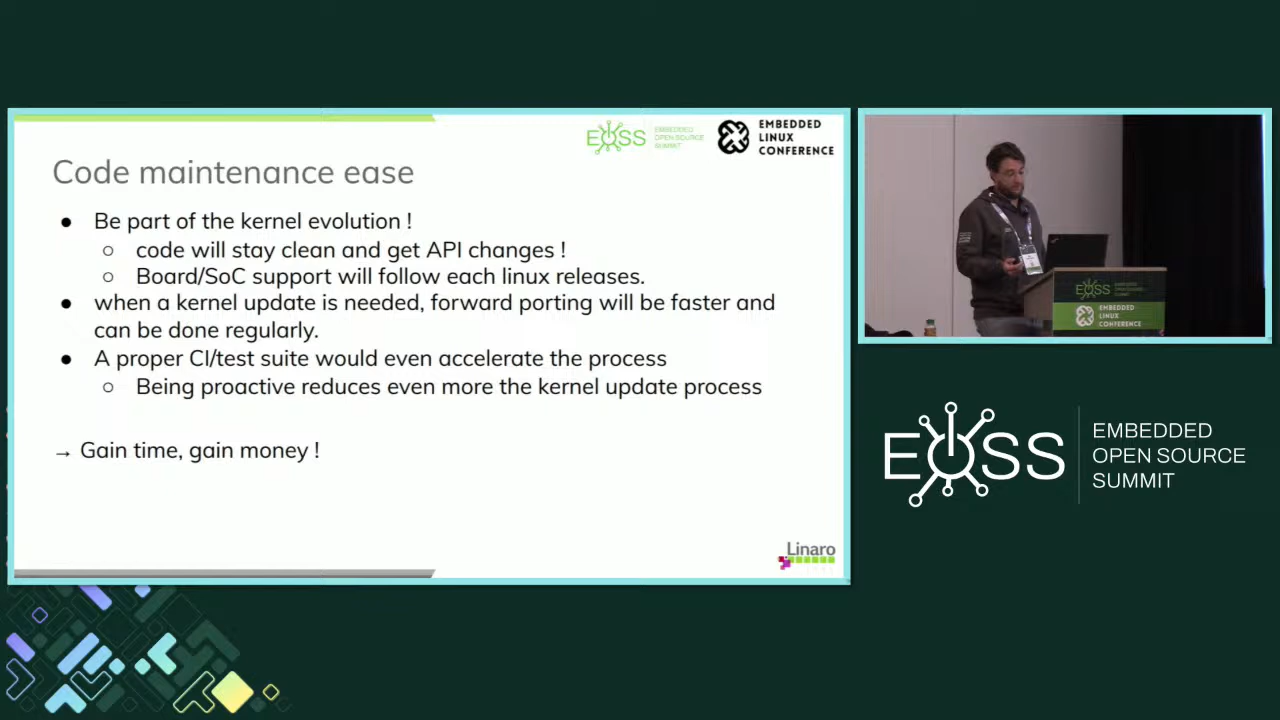 EOSS
EMBEDDED
OPEN SOURCE
SUMMIT
EMBEDDED
LINUX
CONFERENCE
Code maintenance ease
● Be part of the kernel evolution !
○ code will stay clean and get API changes !
○ Board/SoC support will follow each linux releases.
● when a kernel update is needed, forward porting will be faster and
can be done regularly.
● A proper CI/test suite would even accelerate the process
○ Being proactive reduces even more the kernel update process
→ Gain time, gain money !
Linaro
EOSS
EMBEDDED
LINUX
CONFERENCE
EOSS
EMBEDDED
OPEN SOURCE
SUMMIT